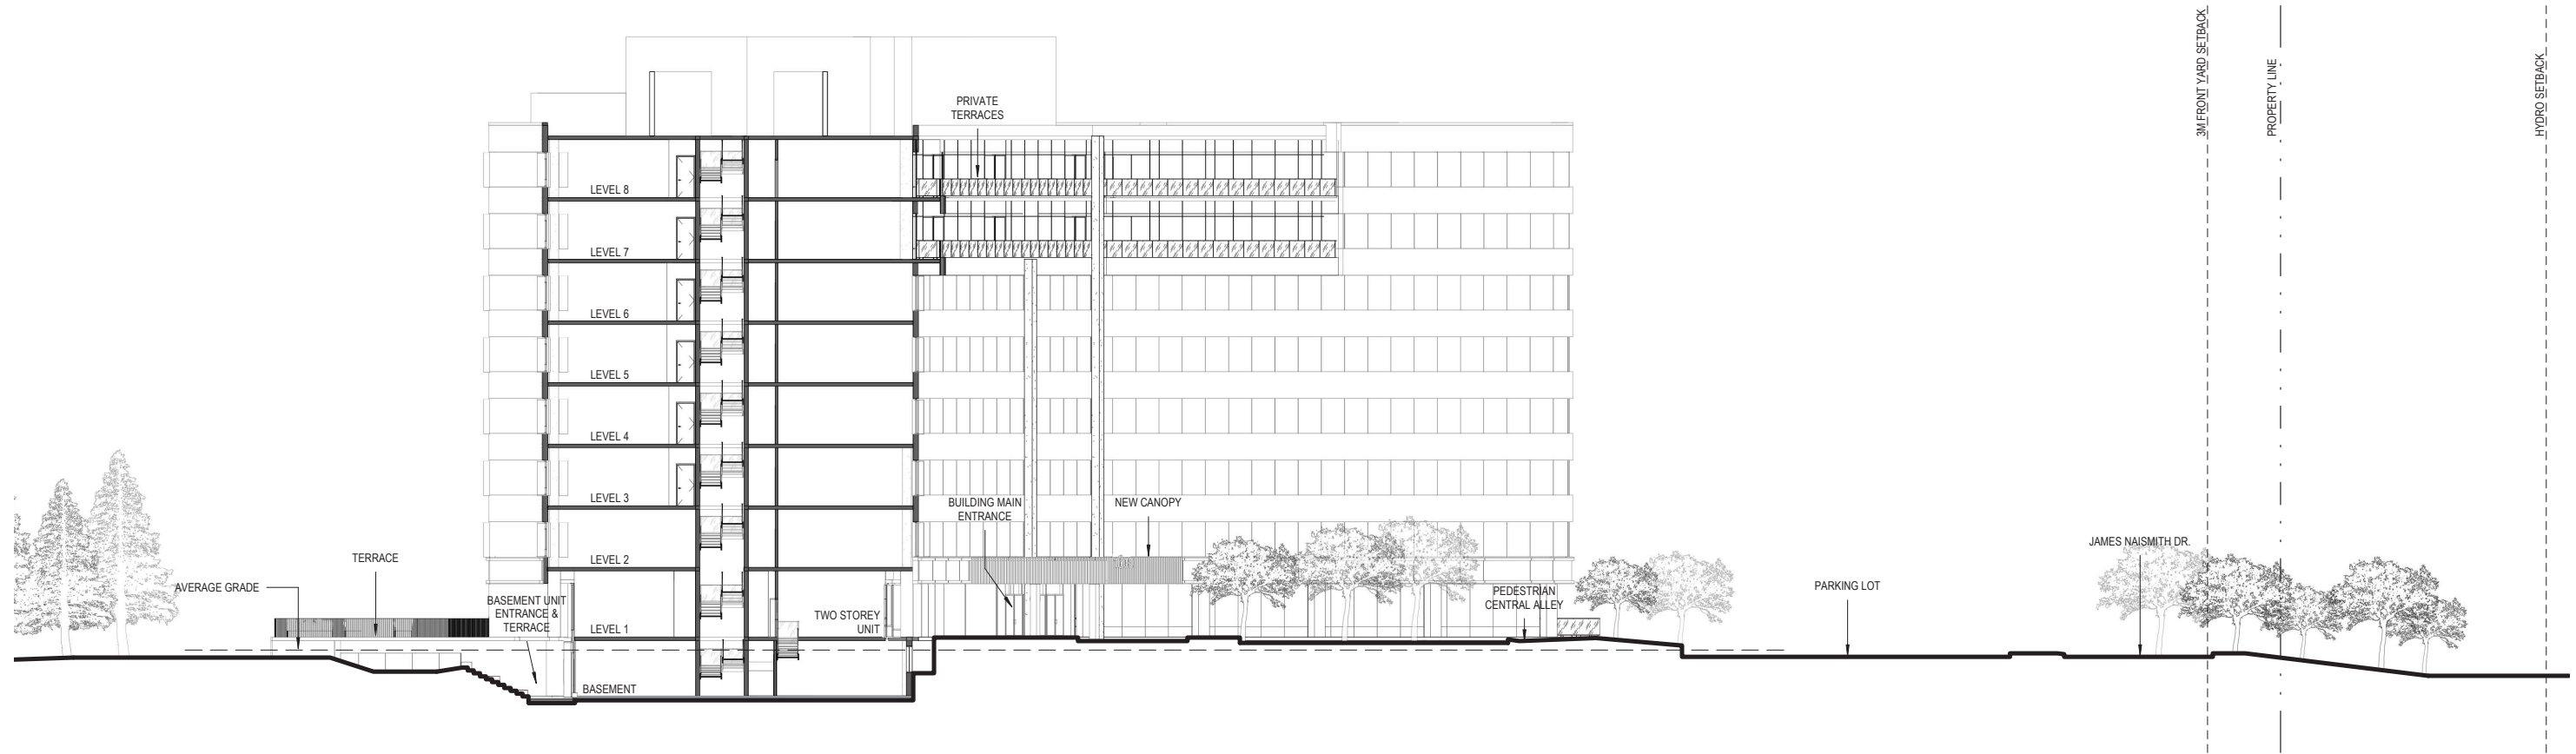 3M FRONT YARD SETBACK
PROPERTY LINE
HYDRO SETBACK
PRIVATE
TERRACES
LEVEL 8
LEVEL 7
LEVEL 6
LEVEL 5
LEVEL 4
LEVEL 3
BUILDING MAIN
ENTRANCE
NEW CANOPY
LEVEL 2
TERRACE
JAMES NAISMITH DR.
AVERAGE GRADE
BASEMENT UNIT
ENTRANCE &
TERRACE
PEDESTRIAN
CENTRAL ALLEY
PARKING LOT
TWO STOREY
UNIT
LEVEL 1
BASEMENT